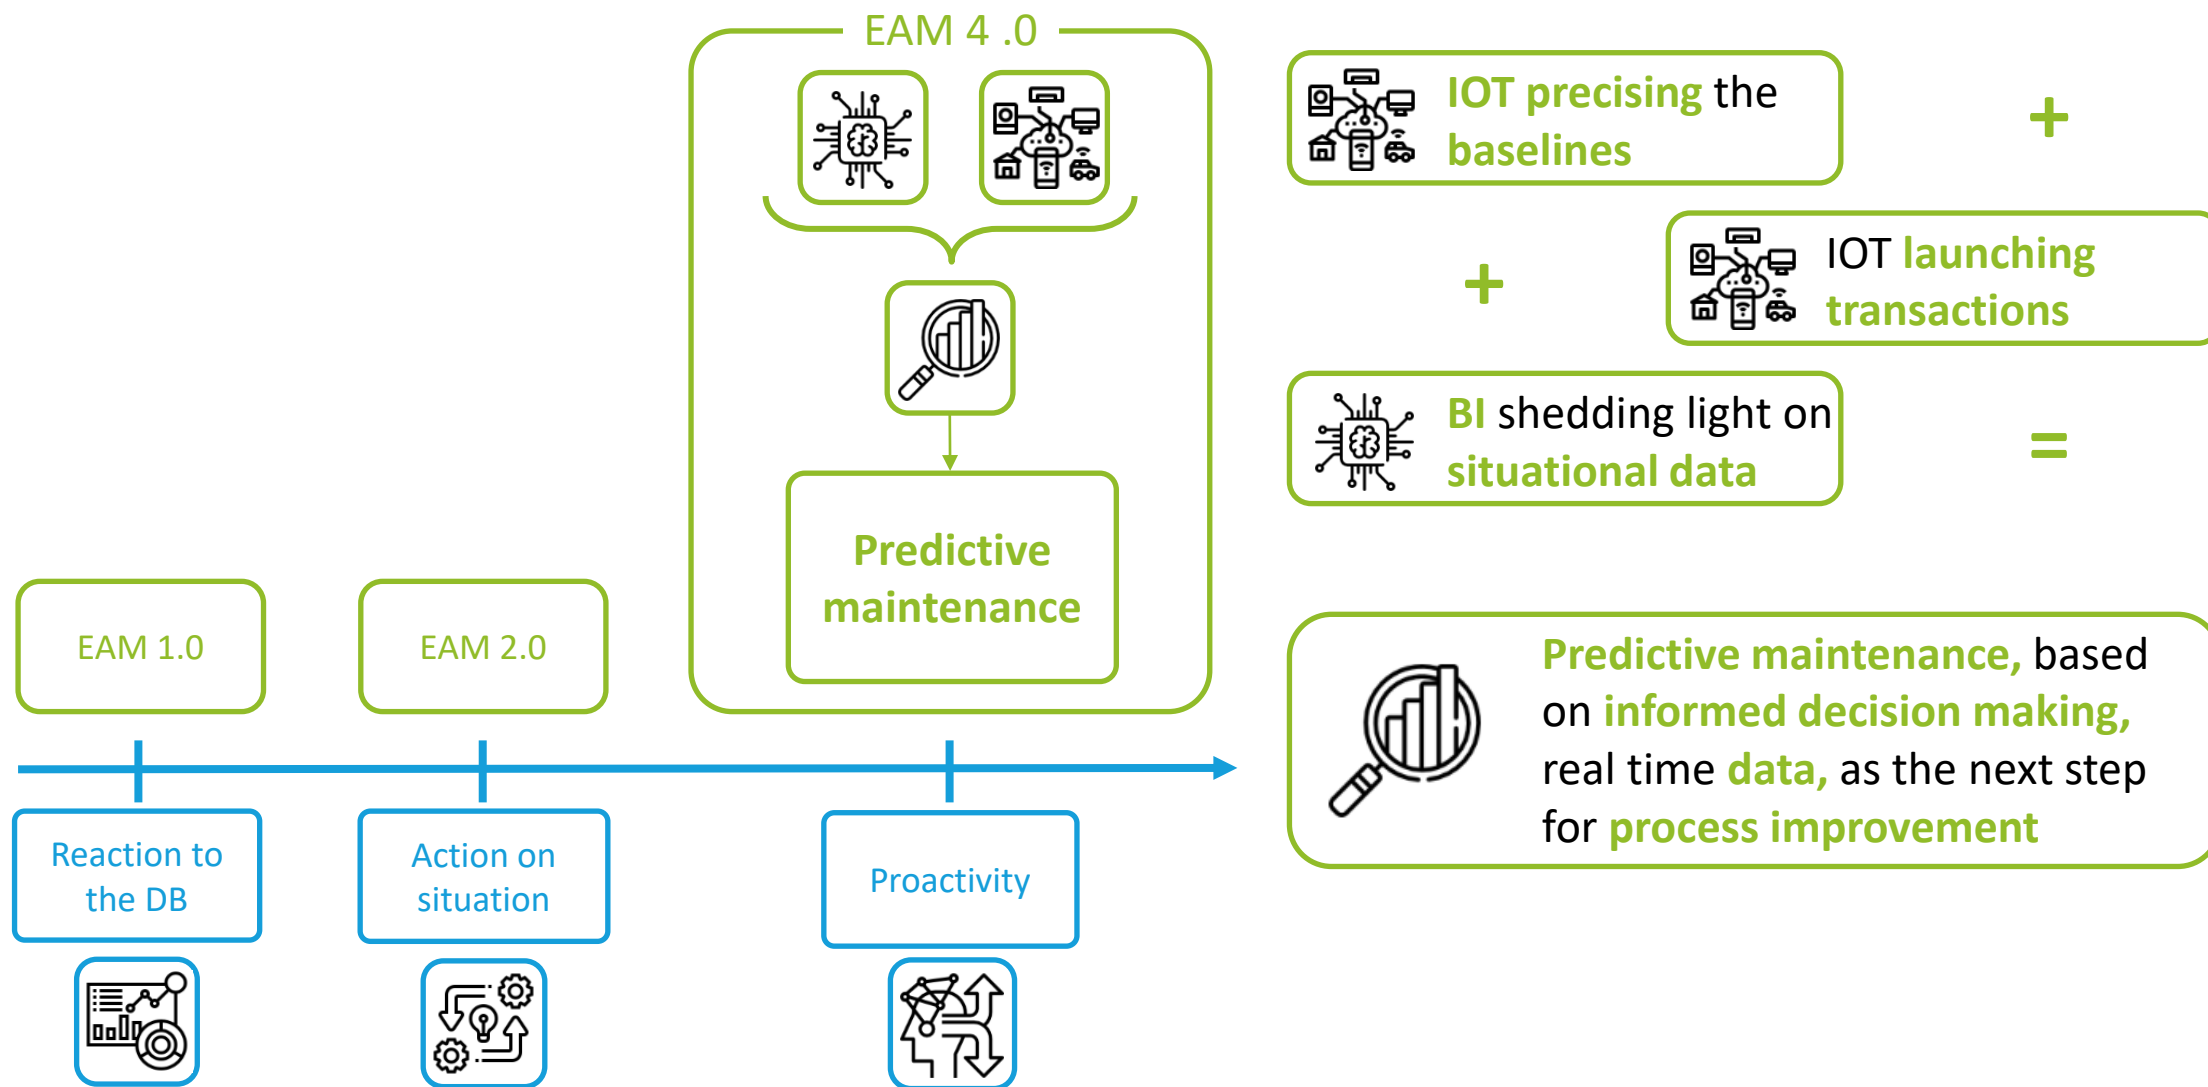 EAM 4 .0
Predictive
maintenance
EAM 1.0
EAM 2.0
Reaction to
the DB
Action on
situation
Proactivity
IOT precising the
baselines
+
+
IOT launching
transactions
BI shedding light on
situational data
=
Predictive maintenance, based
on informed decision making,
real time data, as the next step
for process improvement